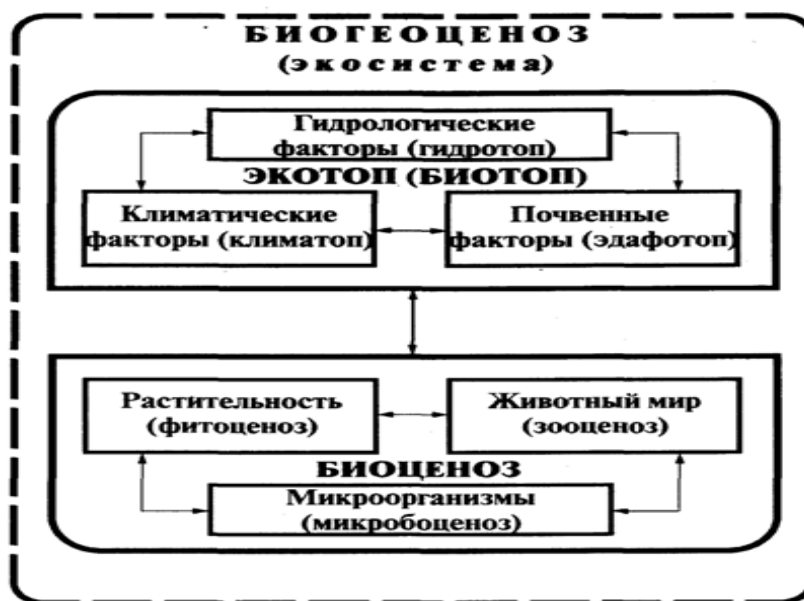 БИОГЕОЦЕНОЗ
(экосистема)
Гидрологические
факторы (гидротоп)
ЭКОТОП (БИОТОП)
Климатические
факторы (климатоп)
Почвенные
факторы (эдафотоп)
Растительность
(фитоценоз)
Животный мир
(зооценоз)
БИОЦЕНОЗ
Микроорганизмы
(микробоценоз)